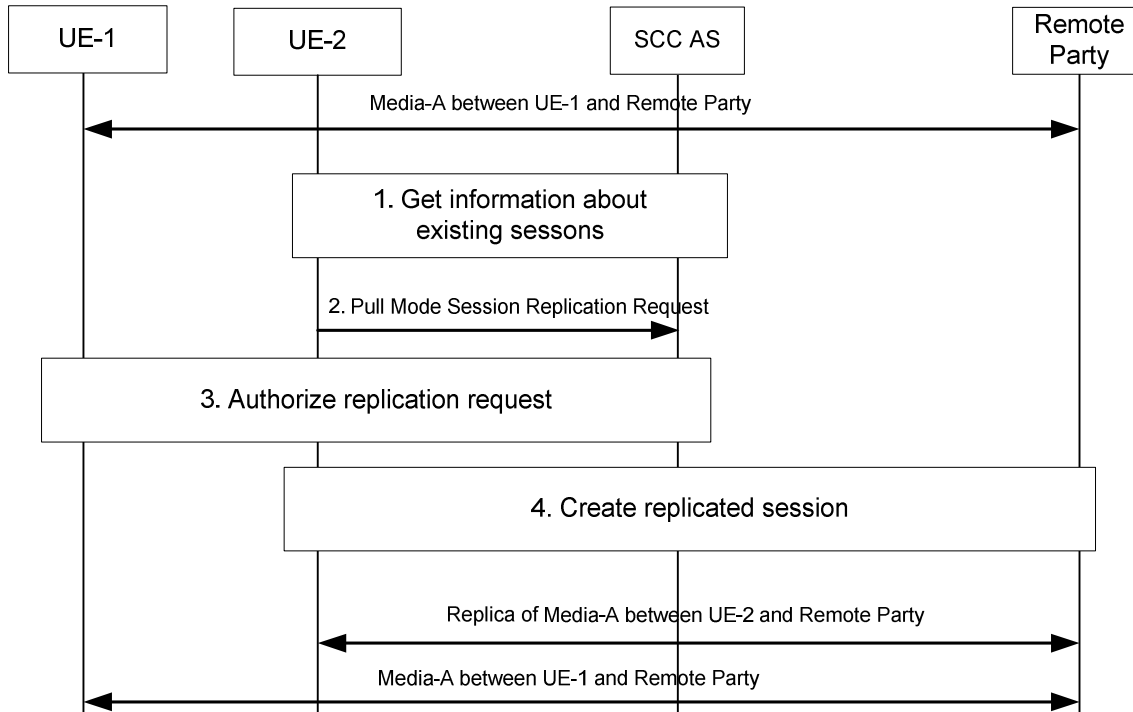 UE-1
UE-2
SCC AS
Remote
Party
Media-A between UE-1 and Remote Party
1. Get information about
existing sessons
2. Pull Mode Session Replication Request
3. Authorize replication request
4. Create replicated session
Replica of Media-A between UE-2 and Remote Party
Media-A between UE-1 and Remote Party